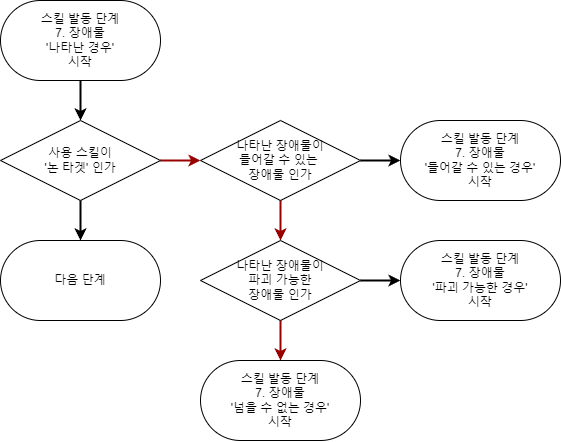 스킬 발동 단계
7. 장애물
'나타난 경우'
시작
사용 스킬이
'논 타겟' 인가
나타난 장애물이
들어갈 수 있는
장애물 인가
스킬 발동 단계
7. 장애물
'들어갈 수 있는 경우'
시작
다음 단계
나타난 장애물이
파괴 가능한
장애물 인가
스킬 발동 단계
7. 장애물
'파괴 가능한 경우'
시작
스킬 발동 단계
7. 장애물
'넘을 수 없는 경우'
시작